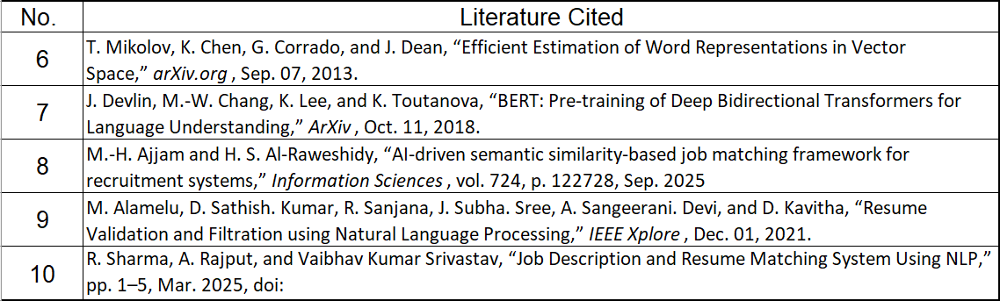 No. Literature Cited
6 T. Mikolov, K. Chen, G. Corrado, and J. Dean, “Efficient Estimation of Word Representations in Vector
Space,” arXiv.org , Sep. 07, 2013.
7 J. Devlin, M.-W. Chang, K. Lee, and K. Toutanova, “BERT: Pre-training of Deep Bidirectional Transformers for
Language Understanding,” ArXiv , Oct. 11, 2018.
8 M.-H. Ajjam and H. S. Al-Raweshidy, “AI-driven semantic similarity-based job matching framework for
recruitment systems,” Information Sciences , vol. 724, p. 122728, Sep. 2025
9 M. Alamelu, D. Sathish. Kumar, R. Sanjana, J. Subha. Sree, A. Sangeerani. Devi, and D. Kavitha, “Resume
Validation and Filtration using Natural Language Processing,” IEEE Xplore , Dec. 01, 2021.
10 R. Sharma, A. Rajput, and Vaibhav Kumar Srivastav, “Job Description and Resume Matching System Using NLP,”
pp. 1–5, Mar. 2025, doi: